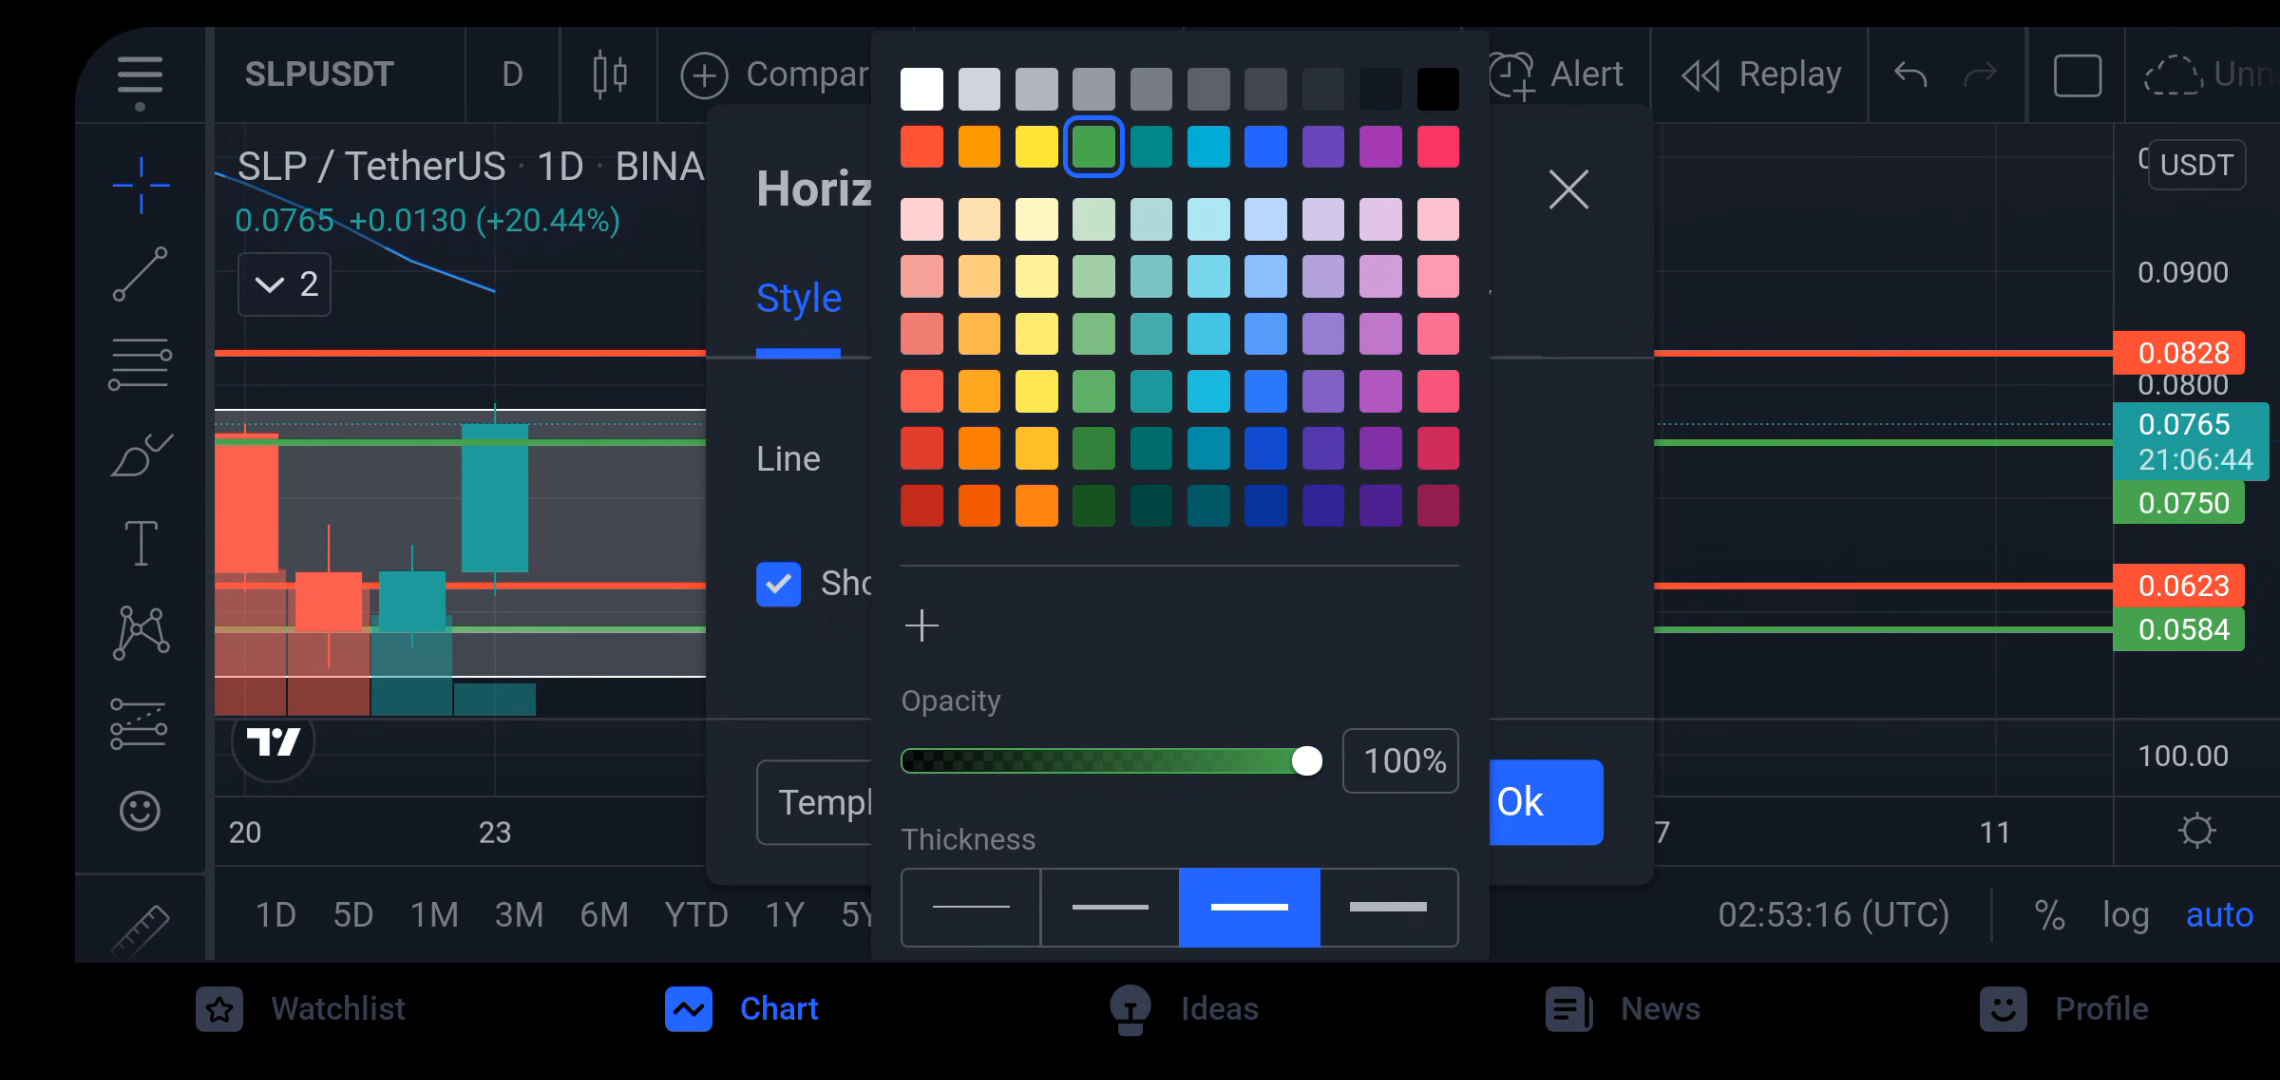 SLPUSDT
D
Compar
Alert
Replay
Unn
SLP / TetherUS · 1D · BINA
0.0765 +0.0130 (+20.44%)
2
Horiz
Style
Line
Sho
Templ
Ok
Opacity
100%
Thickness
USDT
0.0900
0.0828
0.0800
0.0765
21:06:44
0.0750
0.0623
0.0584
100.00
20
23
7
11
1D 5D 1M 3M 6M YTD 1Y 5Y
02:53:16 (UTC)
% log auto
Watchlist
Chart
Ideas
News
Profile